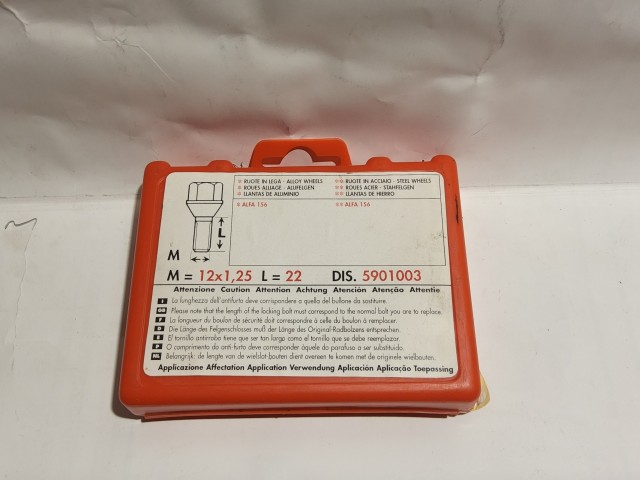 * RUOTE IN LEGA - ALLOY WHEELS
* ROUES ALLIAGE - ALUFELGEN
* LLANTAS DE ALUMINIO
** RUOTE IN ACCIAIO - STEEL WHEELS
** ROUES ACIER - STAHFELGEN
** LLANTAS DE HIERRO
* ALFA 156
** ALFA 156
L
M
M = 12x1,25 L = 22 DIS. 5901003
Attenzione Caution Attention Achtung Atención Atenção Attentie
I La lunghezza dell'antifurto deve corrispondere a quella del bullone da sostituire.
GB Please note that the length of the locking bolt must correspond to the normal bolt you are to replace.
F La longueur du boulon de sécurité doit correspondre à celle du boulon à remplacer.
D Die Länge des Felgenschlosses muß der Länge des Original-Radbolzens entsprechen.
E El tornillo antirrobo tiene que ser tan largo como el tornillo que se debe reemplazar.
P O comprimento do anti-furto deve corresponder àquele do parafuso a ser substituido.
NL Belangrijk: de lengte van de wielslot-bouten dient overeen te komen met de originele wielbouten.
Applicazione Affectation Application Verwendung Aplicación Aplicação Toepassing